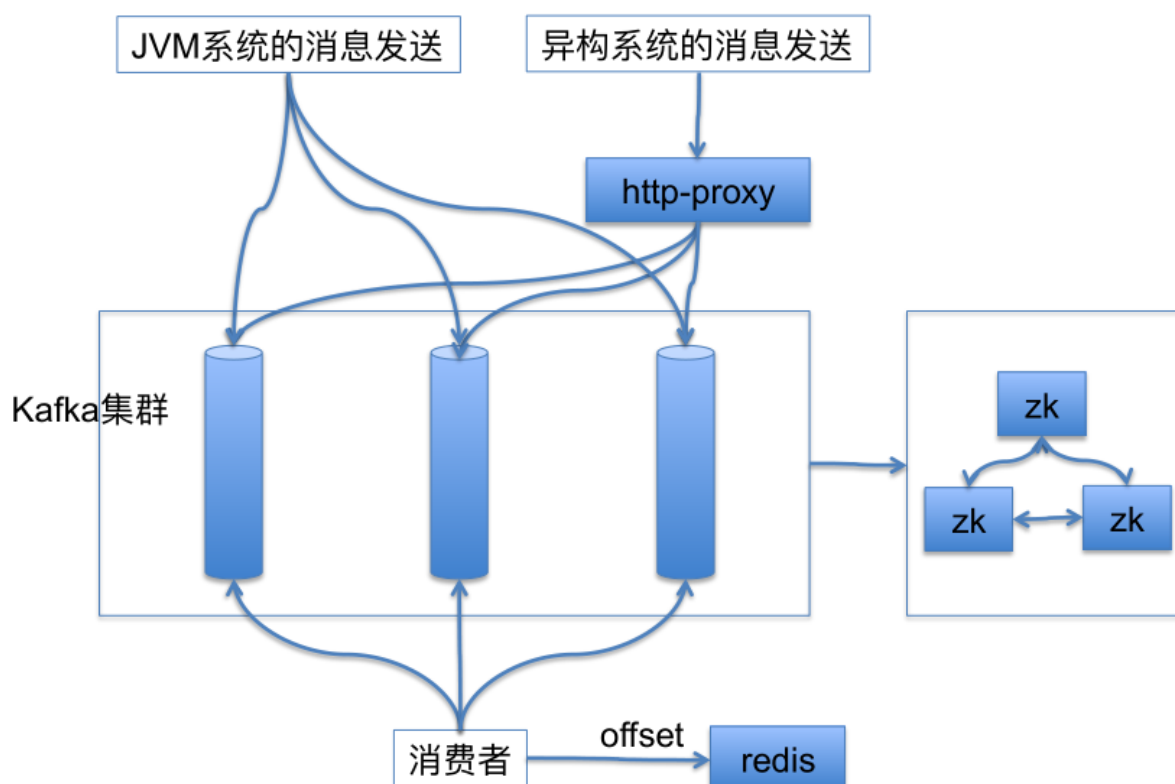 JVM系统的消息发送
异构系统的消息发送
http-proxy
Kafka集群
zk
zk
zk
offset
消费者
redis